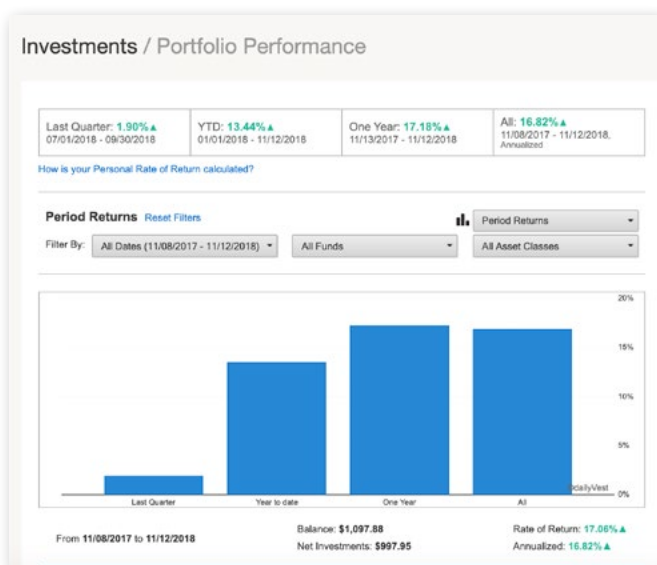 Investments / Portfolio Performance
Last Quarter: 1.90%▲
07/01/2018 - 09/30/2018
YTD: 13.44%▲
01/01/2018 - 11/12/2018
One Year: 17.18%▲
11/13/2017 - 11/12/2018
All: 16.82%▲
11/08/2017 - 11/12/2018,
Annualized
How is your Personal Rate of Return calculated?
Period Returns Reset Filters
Period Returns
Filter By: All Dates (11/08/2017 - 11/12/2018) All Funds All Asset Classes
20%
15%
10%
5%
dailyVest
0%
Last Quarter Year to date One Year All
From 11/08/2017 to 11/12/2018
Balance: $1,097.88
Net Investments: $997.95
Rate of Return: 17.06%▲
Annualized: 16.82%▲